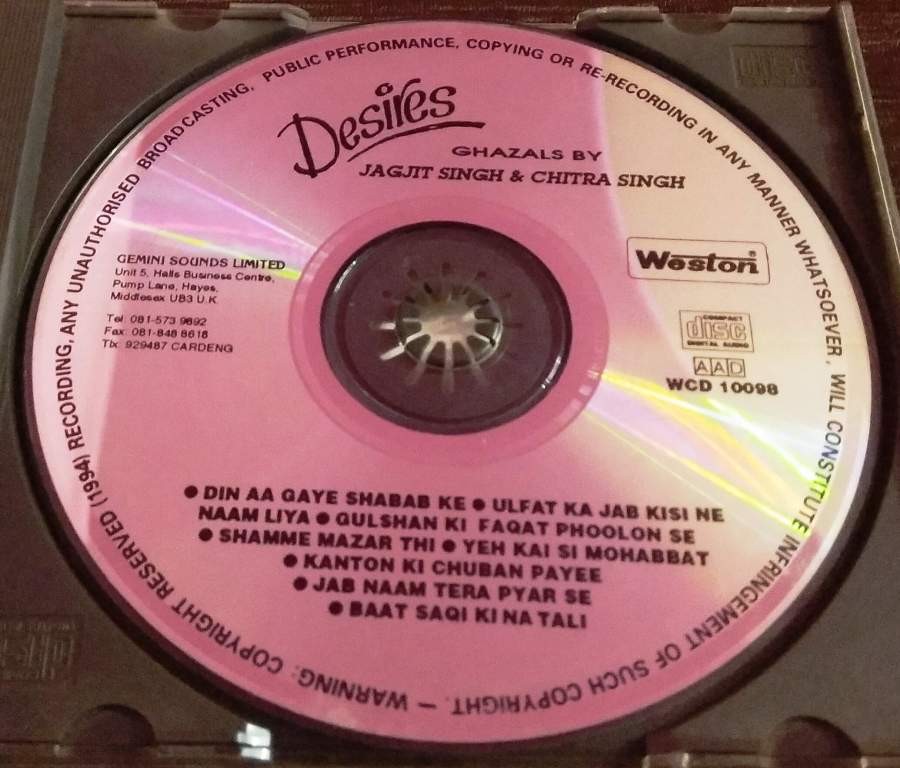 Desires
GHAZALS BY
JAGJIT SINGH & CHITRA SINGH
GEMINI SOUNDS LIMITED
Unit 5, Halls Business Centre,
Pump Lane, Hayes,
Middlesex UB3 U.K.
Tel 081-573 9892
Fax 081-848 8618
Tlx 929487 CARDENG
Weston®
COMPACT
disc
DIGITAL AUDIO
AAD
WCD 10098
● DIN AA GAYE SHABAB KE ● ULFAT KA JAB KISI NE
NAAM LIYA ● GULSHAN KI FAQAT PHOOLON SE
● SHAMME MAZAR THI ● YEH KAI SI MOHABBAT
● KANTON KI CHUBAN PAYEE
● JAB NAAM TERA PYAR SE
● BAAT SAQI KI NA TALI
— WARNING: COPYRIGHT RESERVED (1994) RECORDING, ANY UNAUTHORISED BROADCASTING, PUBLIC PERFORMANCE, COPYING OR RE-RECORDING IN ANY MANNER WHATSOEVER, WILL CONSTITUTE INFRINGEMENT OF SUCH COPYRIGHT.